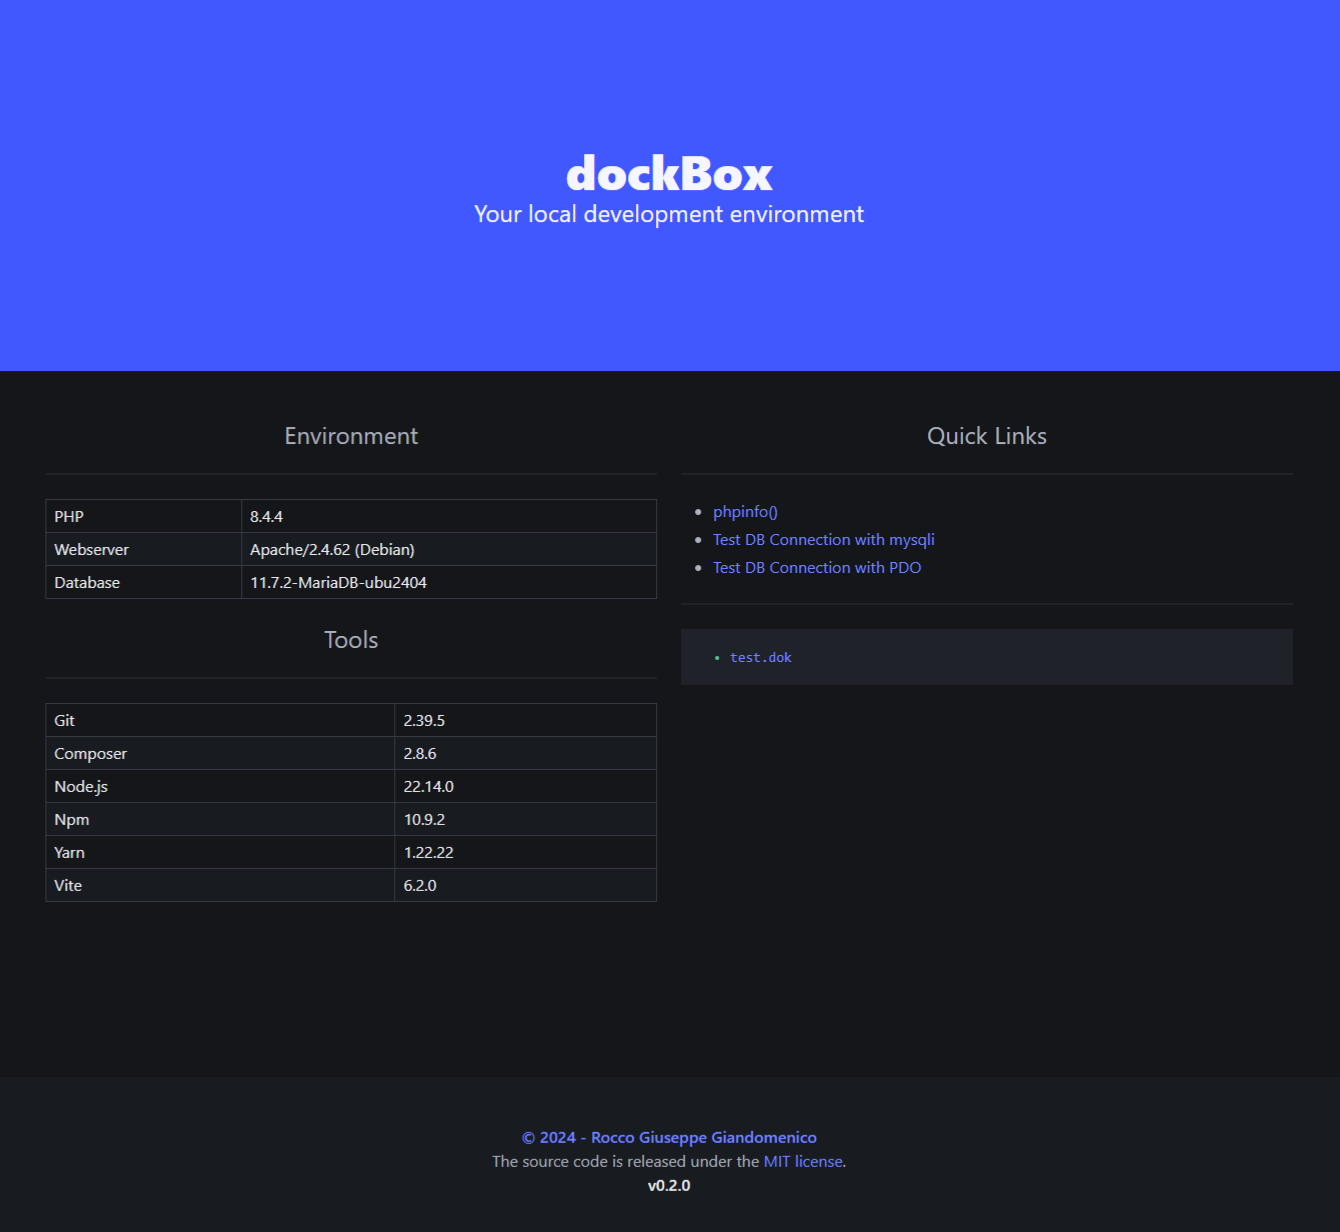 dockBox
Your local development environment
Environment
PHP 8.4.4
Webserver Apache/2.4.62 (Debian)
Database 11.7.2-MariaDB-ubu2404
Tools
Git 2.39.5
Composer 2.8.6
Node.js 22.14.0
Npm 10.9.2
Yarn 1.22.22
Vite 6.2.0
Quick Links
phpinfo()
Test DB Connection with mysqli
Test DB Connection with PDO
test.dok
© 2024 - Rocco Giuseppe Giandomenico
The source code is released under the MIT license.
v0.2.0